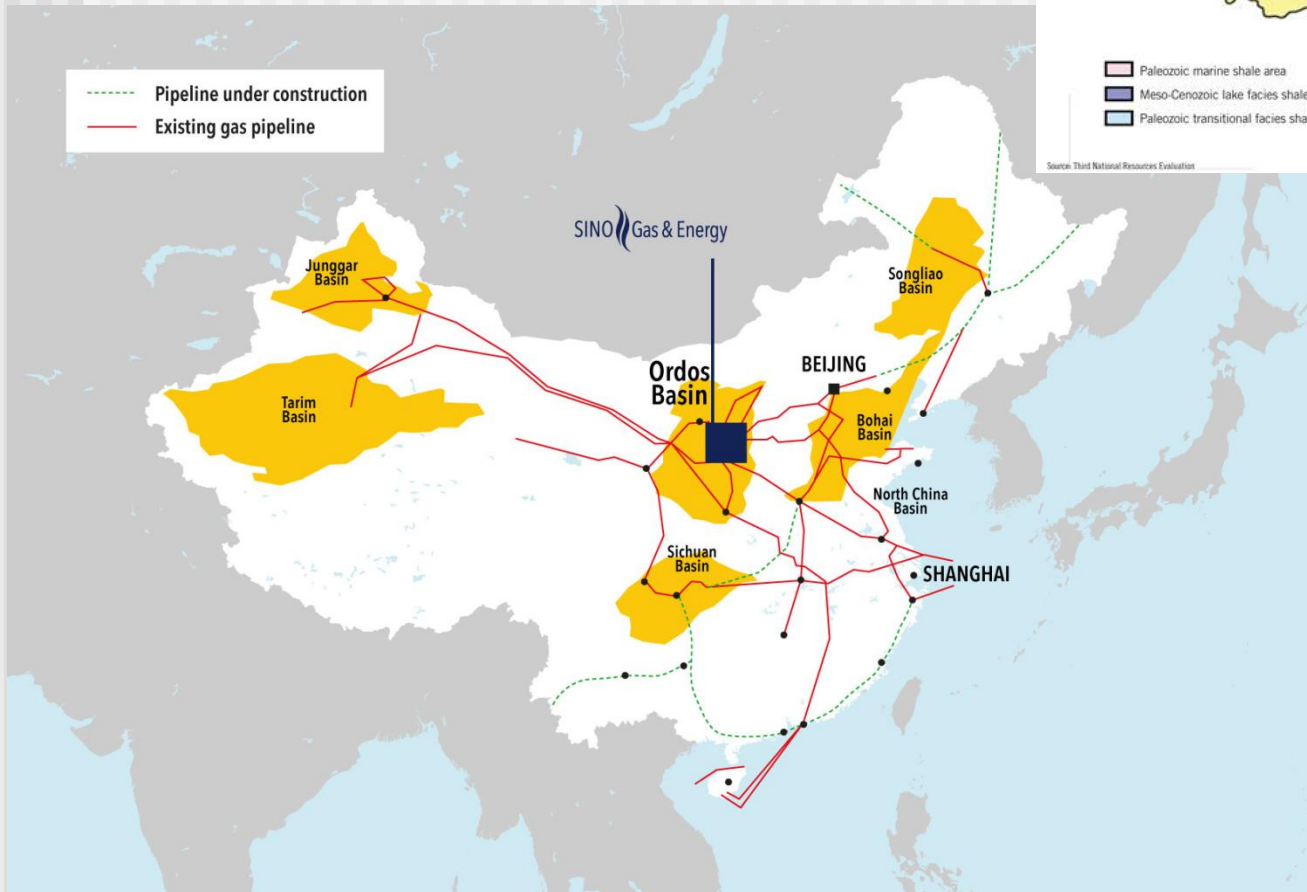 Paleozoic marine shale area
Meso-Cenozoic lake facies shale
Paleozoic transitional facies sha
Source: Third National Resources Evaluation
Pipeline under construction
Existing gas pipeline
SINO Gas & Energy
Junggar
Basin
Songliao
Basin
Ordos
Basin
BEIJING
Tarim
Basin
Bohai
Basin
North China
Basin
Sichuan
Basin
SHANGHAI